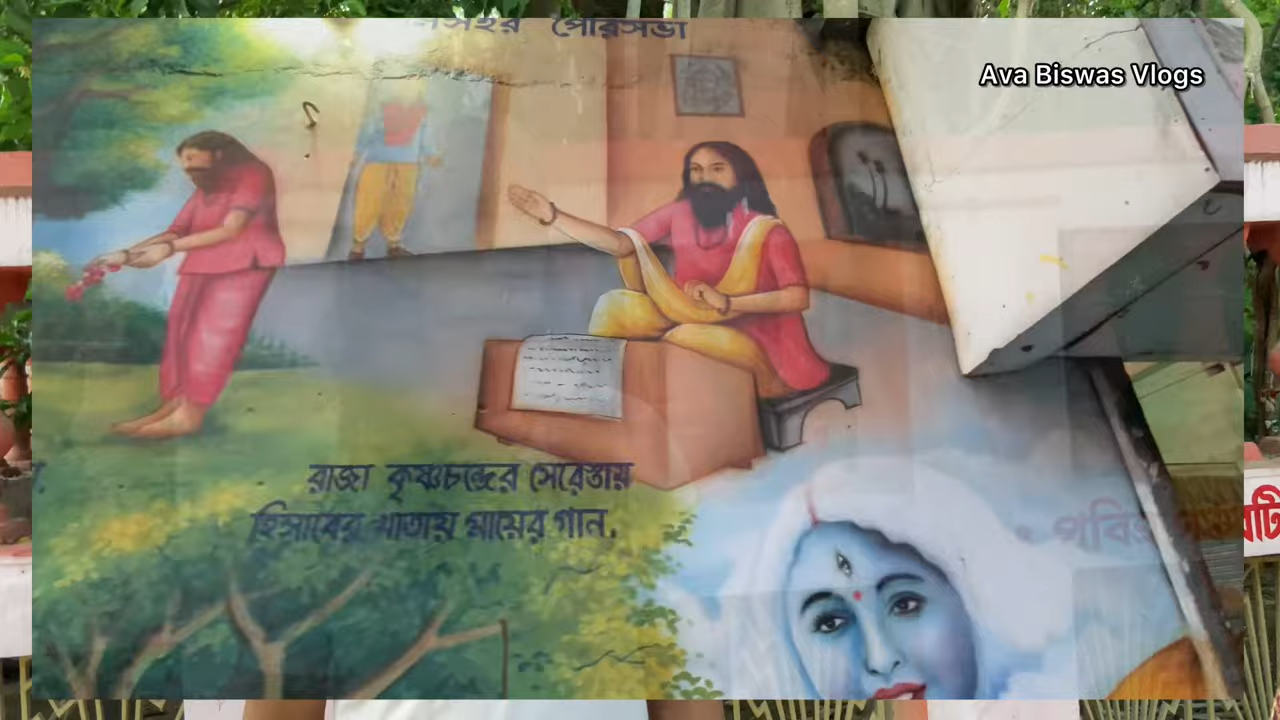 পৌরসভা
Ava Biswas Vlogs
রাজা কৃষ্ণচন্দ্রের সেরেস্তায়
হিসাবের খাতায় মায়ের গান.